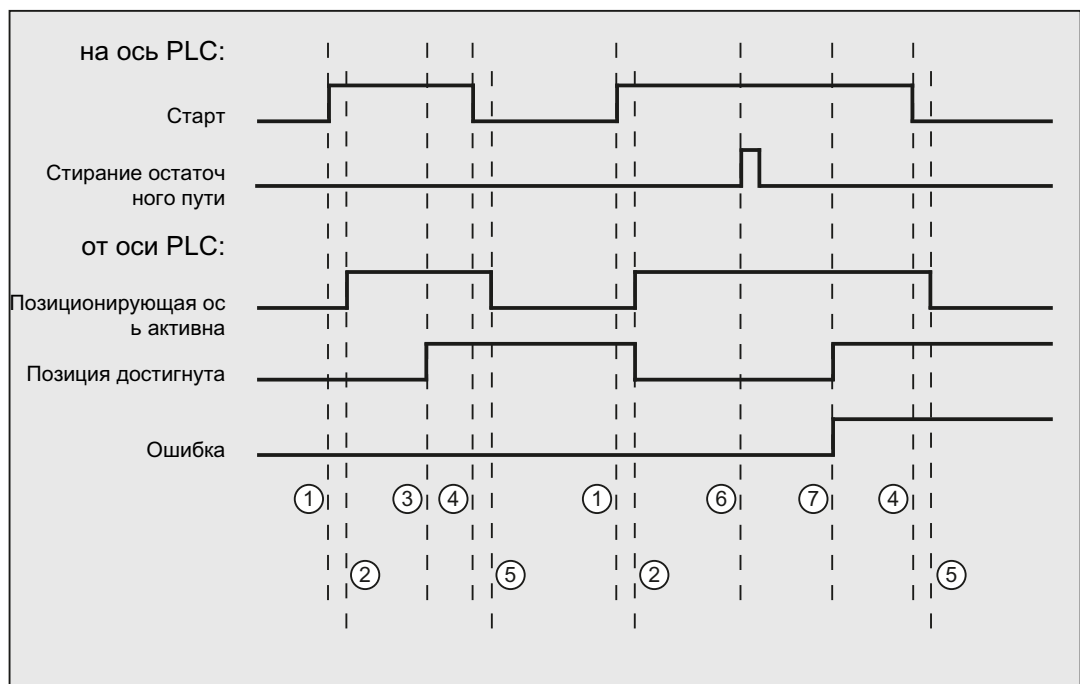 на ось PLC:
Старт
Стирание остаточ
ного пути
от оси PLC:
Позиционирующая ос
ь активна
Позиция достигнута
Ошибка
1 3 4 1 6 7 4
2 5 2 5